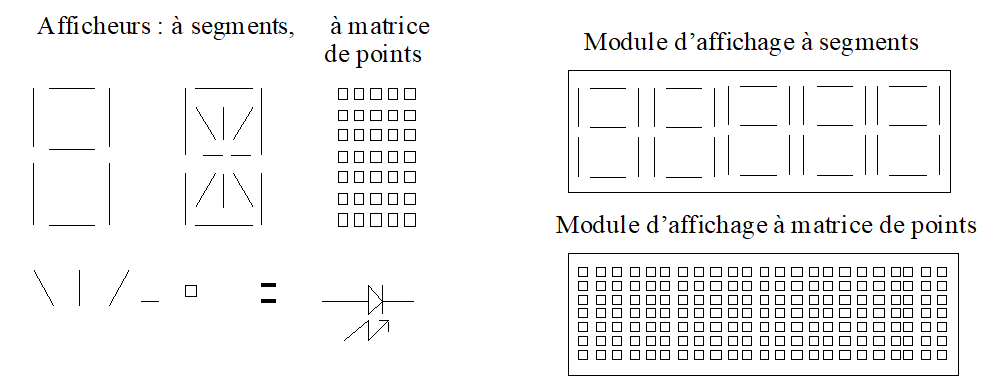 Afficheurs : à segments, à matrice
de points
Module d’affichage à segments
Module d’affichage à matrice de points